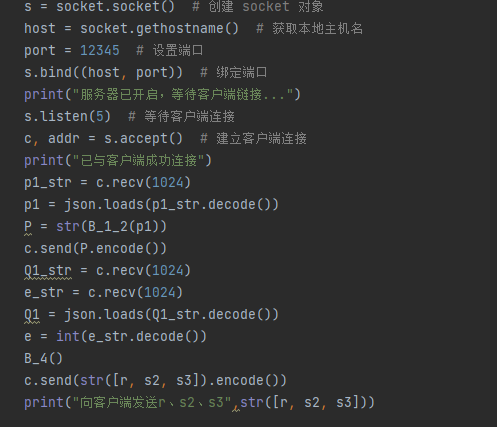 s = socket.socket()  # 创建 socket 对象
host = socket.gethostname()  # 获取本地主机名
port = 12345  # 设置端口
s.bind((host, port))  # 绑定端口
print("服务器已开启，等待客户端链接...")
s.listen(5)  # 等待客户端连接
c, addr = s.accept()  # 建立客户端连接
print("已与客户端成功连接")
p1_str = c.recv(1024)
p1 = json.loads(p1_str.decode())
P = str(B_1_2(p1))
c.send(P.encode())
Q1_str = c.recv(1024)
e_str = c.recv(1024)
Q1 = json.loads(Q1_str.decode())
e = int(e_str.decode())
B_4()
c.send(str([r, s2, s3]).encode())
print("向客户端发送r、s2、s3",str([r, s2, s3]))